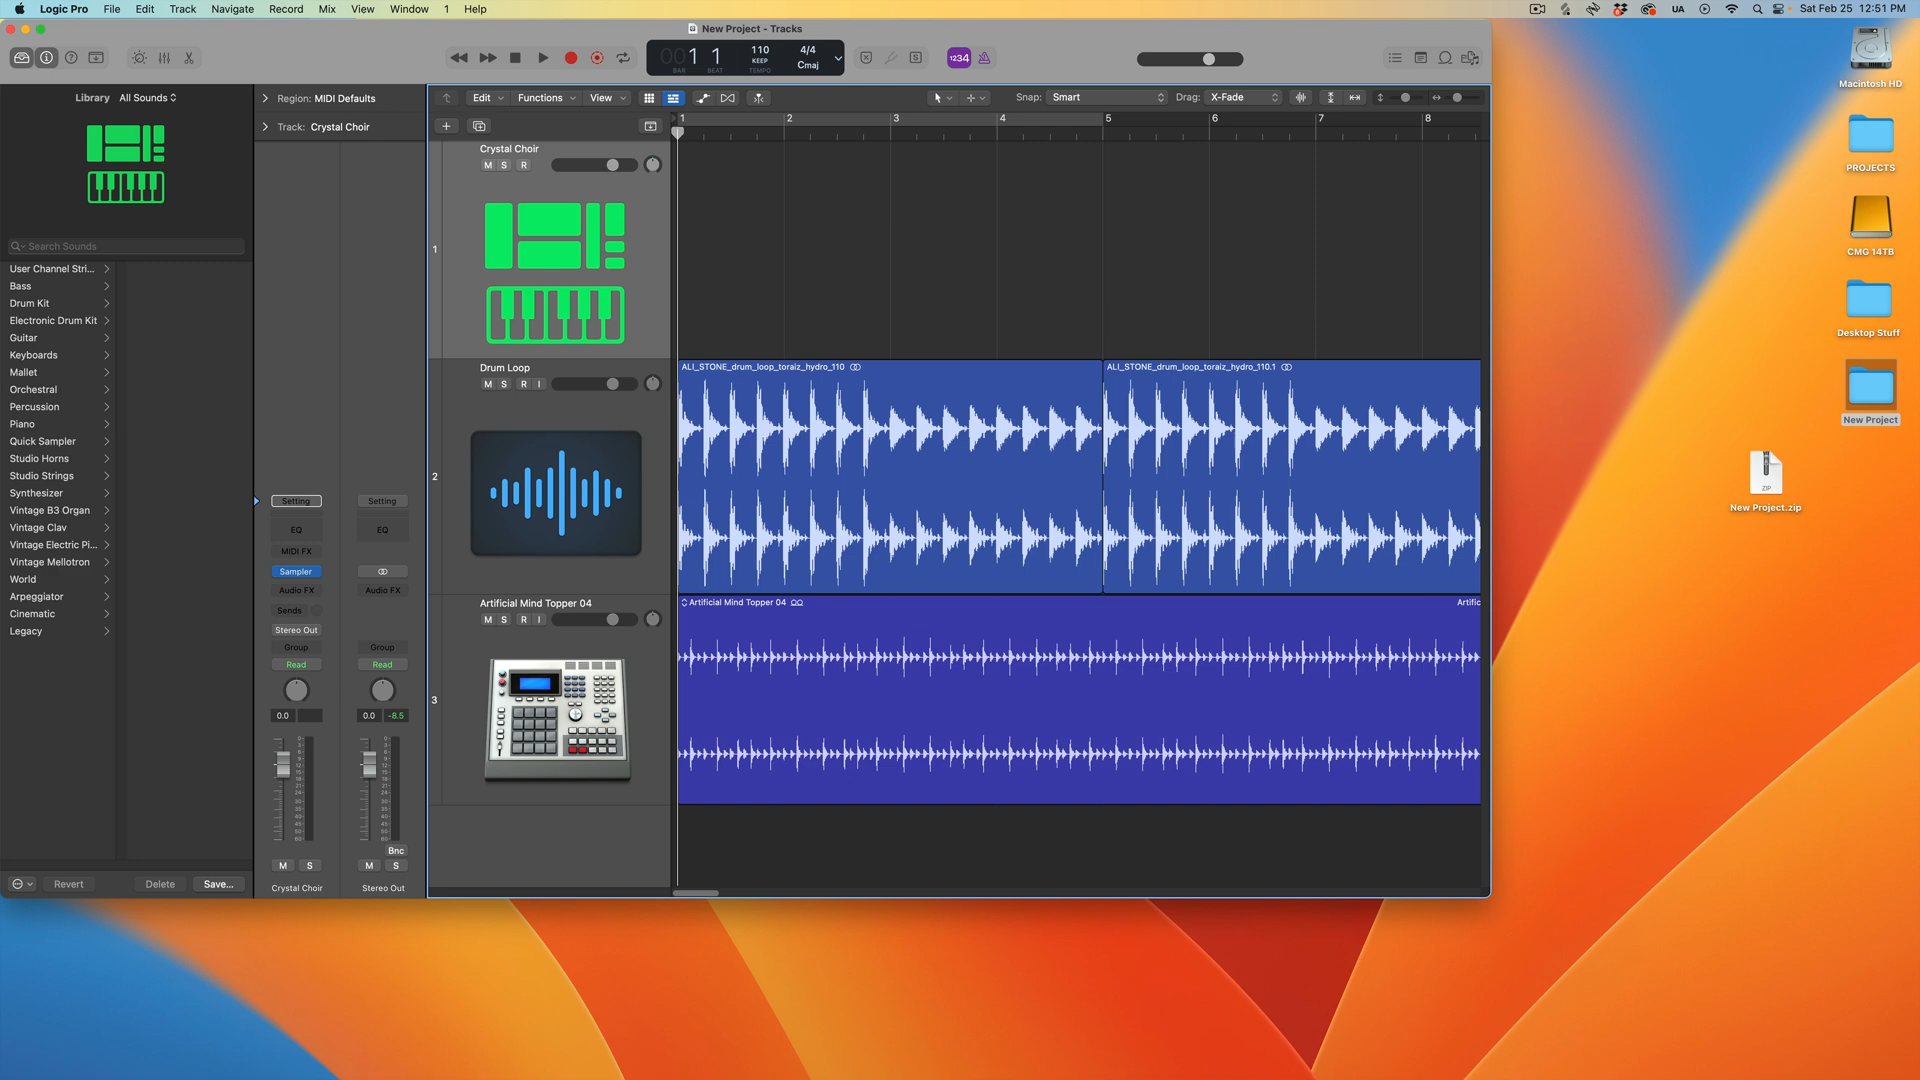 Logic Pro File Edit Track Navigate Record Mix View Window 1 Help
UA Sat Feb 25 12:51 PM
New Project - Tracks
001 1 110 4/4
KEEP Cmaj
BAR BEAT TEMPO
1234
Library All Sounds
Search Sounds
User Channel Stri...
Bass
Drum Kit
Electronic Drum Kit
Guitar
Keyboards
Mallet
Orchestral
Percussion
Piano
Quick Sampler
Studio Horns
Studio Strings
Synthesizer
Vintage B3 Organ
Vintage Clav
Vintage Electric Pi...
Vintage Mellotron
World
Arpeggiator
Cinematic
Legacy
Revert Delete Save...
Region: MIDI Defaults
Track: Crystal Choir
Setting Setting
EQ EQ
MIDI FX
Sampler
Audio FX Audio FX
Sends
Stereo Out
Group Group
Read Read
0.0 0.0 -8.5
Bnc
M S M S
Crystal Choir Stereo Out
Edit Functions View Snap: Smart Drag: X-Fade
1 2 3 4 5 6 7 8
Crystal Choir
M S R
1
Drum Loop
M S R I
2
ALI_STONE_drum_loop_toraiz_hydro_110 ALI_STONE_drum_loop_toraiz_hydro_110.1
Artificial Mind Topper 04
M S R I
3
Artificial Mind Topper 04 Artific
Macintosh HD
PROJECTS
CMG 14TB
Desktop Stuff
New Project
ZIP
New Project.zip